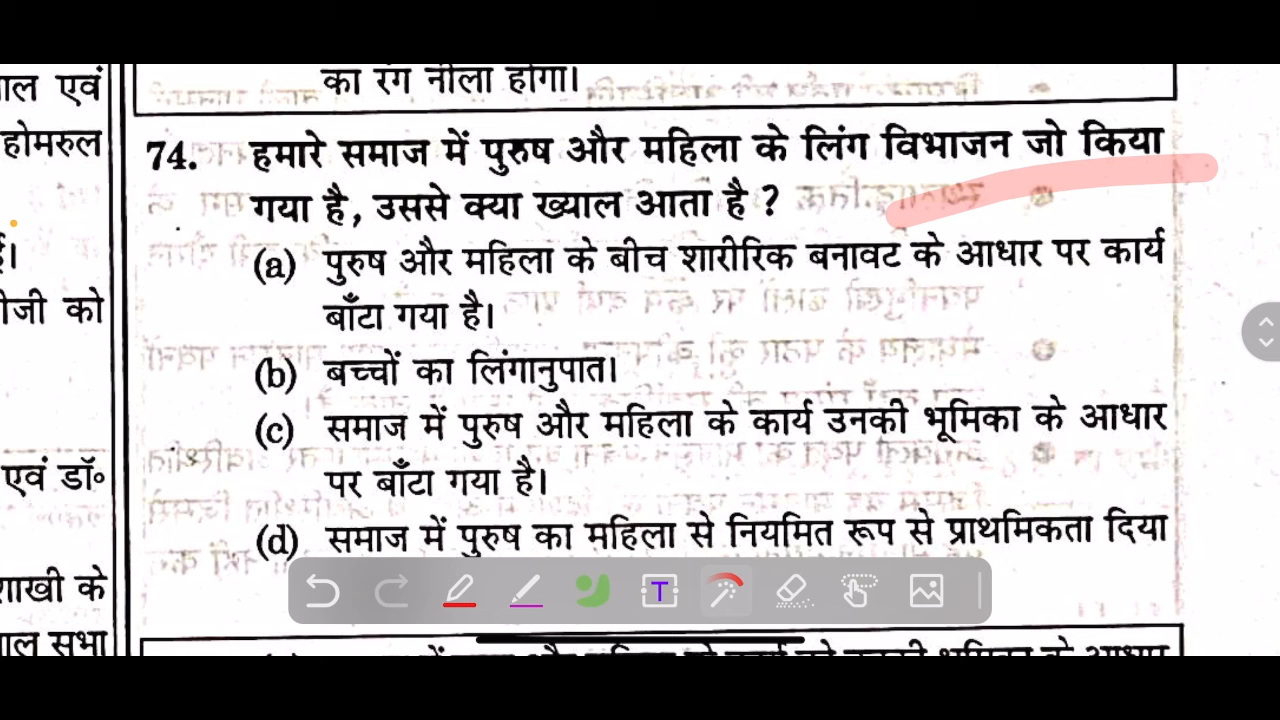 का रंग नीला होगा।
ाल एवं
होमरुल
ीजी को
एवं डॉ॰
शाखी के
ाल सभा
74. हमारे समाज में पुरुष और महिला के लिंग विभाजन जो किया
गया है, उससे क्या ख्याल आता है ?
(a) पुरुष और महिला के बीच शारीरिक बनावट के आधार पर कार्य
बाँटा गया है।
(b) बच्चों का लिंगानुपात।
(c) समाज में पुरुष और महिला के कार्य उनकी भूमिका के आधार
पर बाँटा गया है।
(d) समाज में पुरुष का महिला से नियमित रूप से प्राथमिकता दिया
T